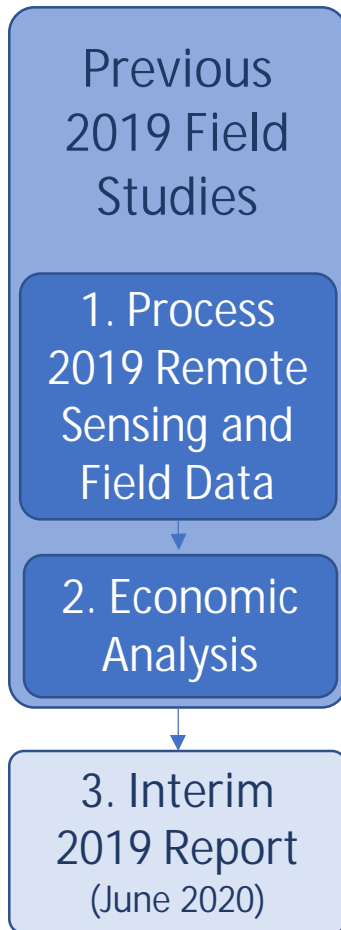 Previous
2019 Field
Studies
1. Process
2019 Remote
Sensing and
Field Data
2. Economic
Analysis
3. Interim
2019 Report
(June 2020)